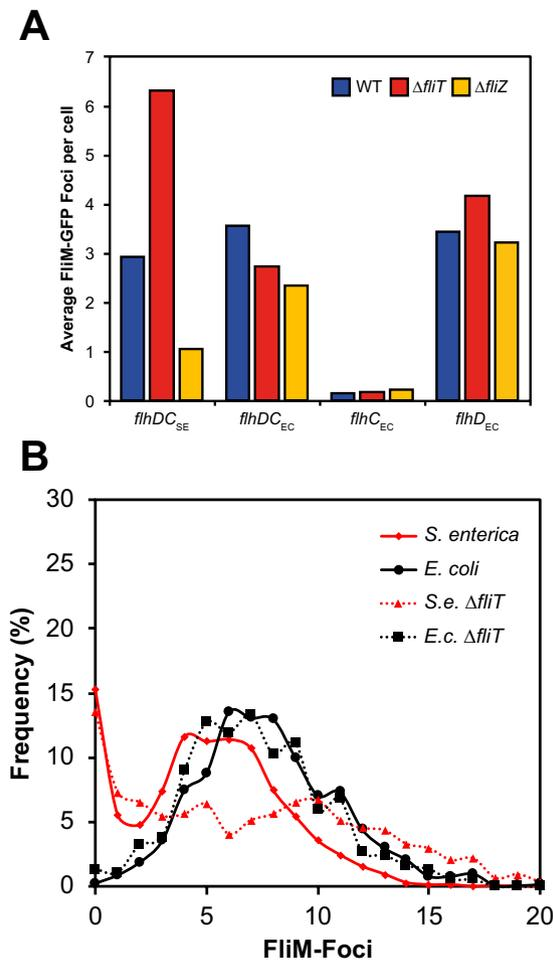 A
7
6
5
4
3
2
1
0
Average FliM-GFP Foci per cell
WT ΔfliT ΔfliZ
flhDCSE flhDCEC flhCEC flhDEC
B
30
25
20
15
10
5
0
Frequency (%)
S. enterica
E. coli
S.e. ΔfliT
E.c. ΔfliT
0 5 10 15 20
FliM-Foci